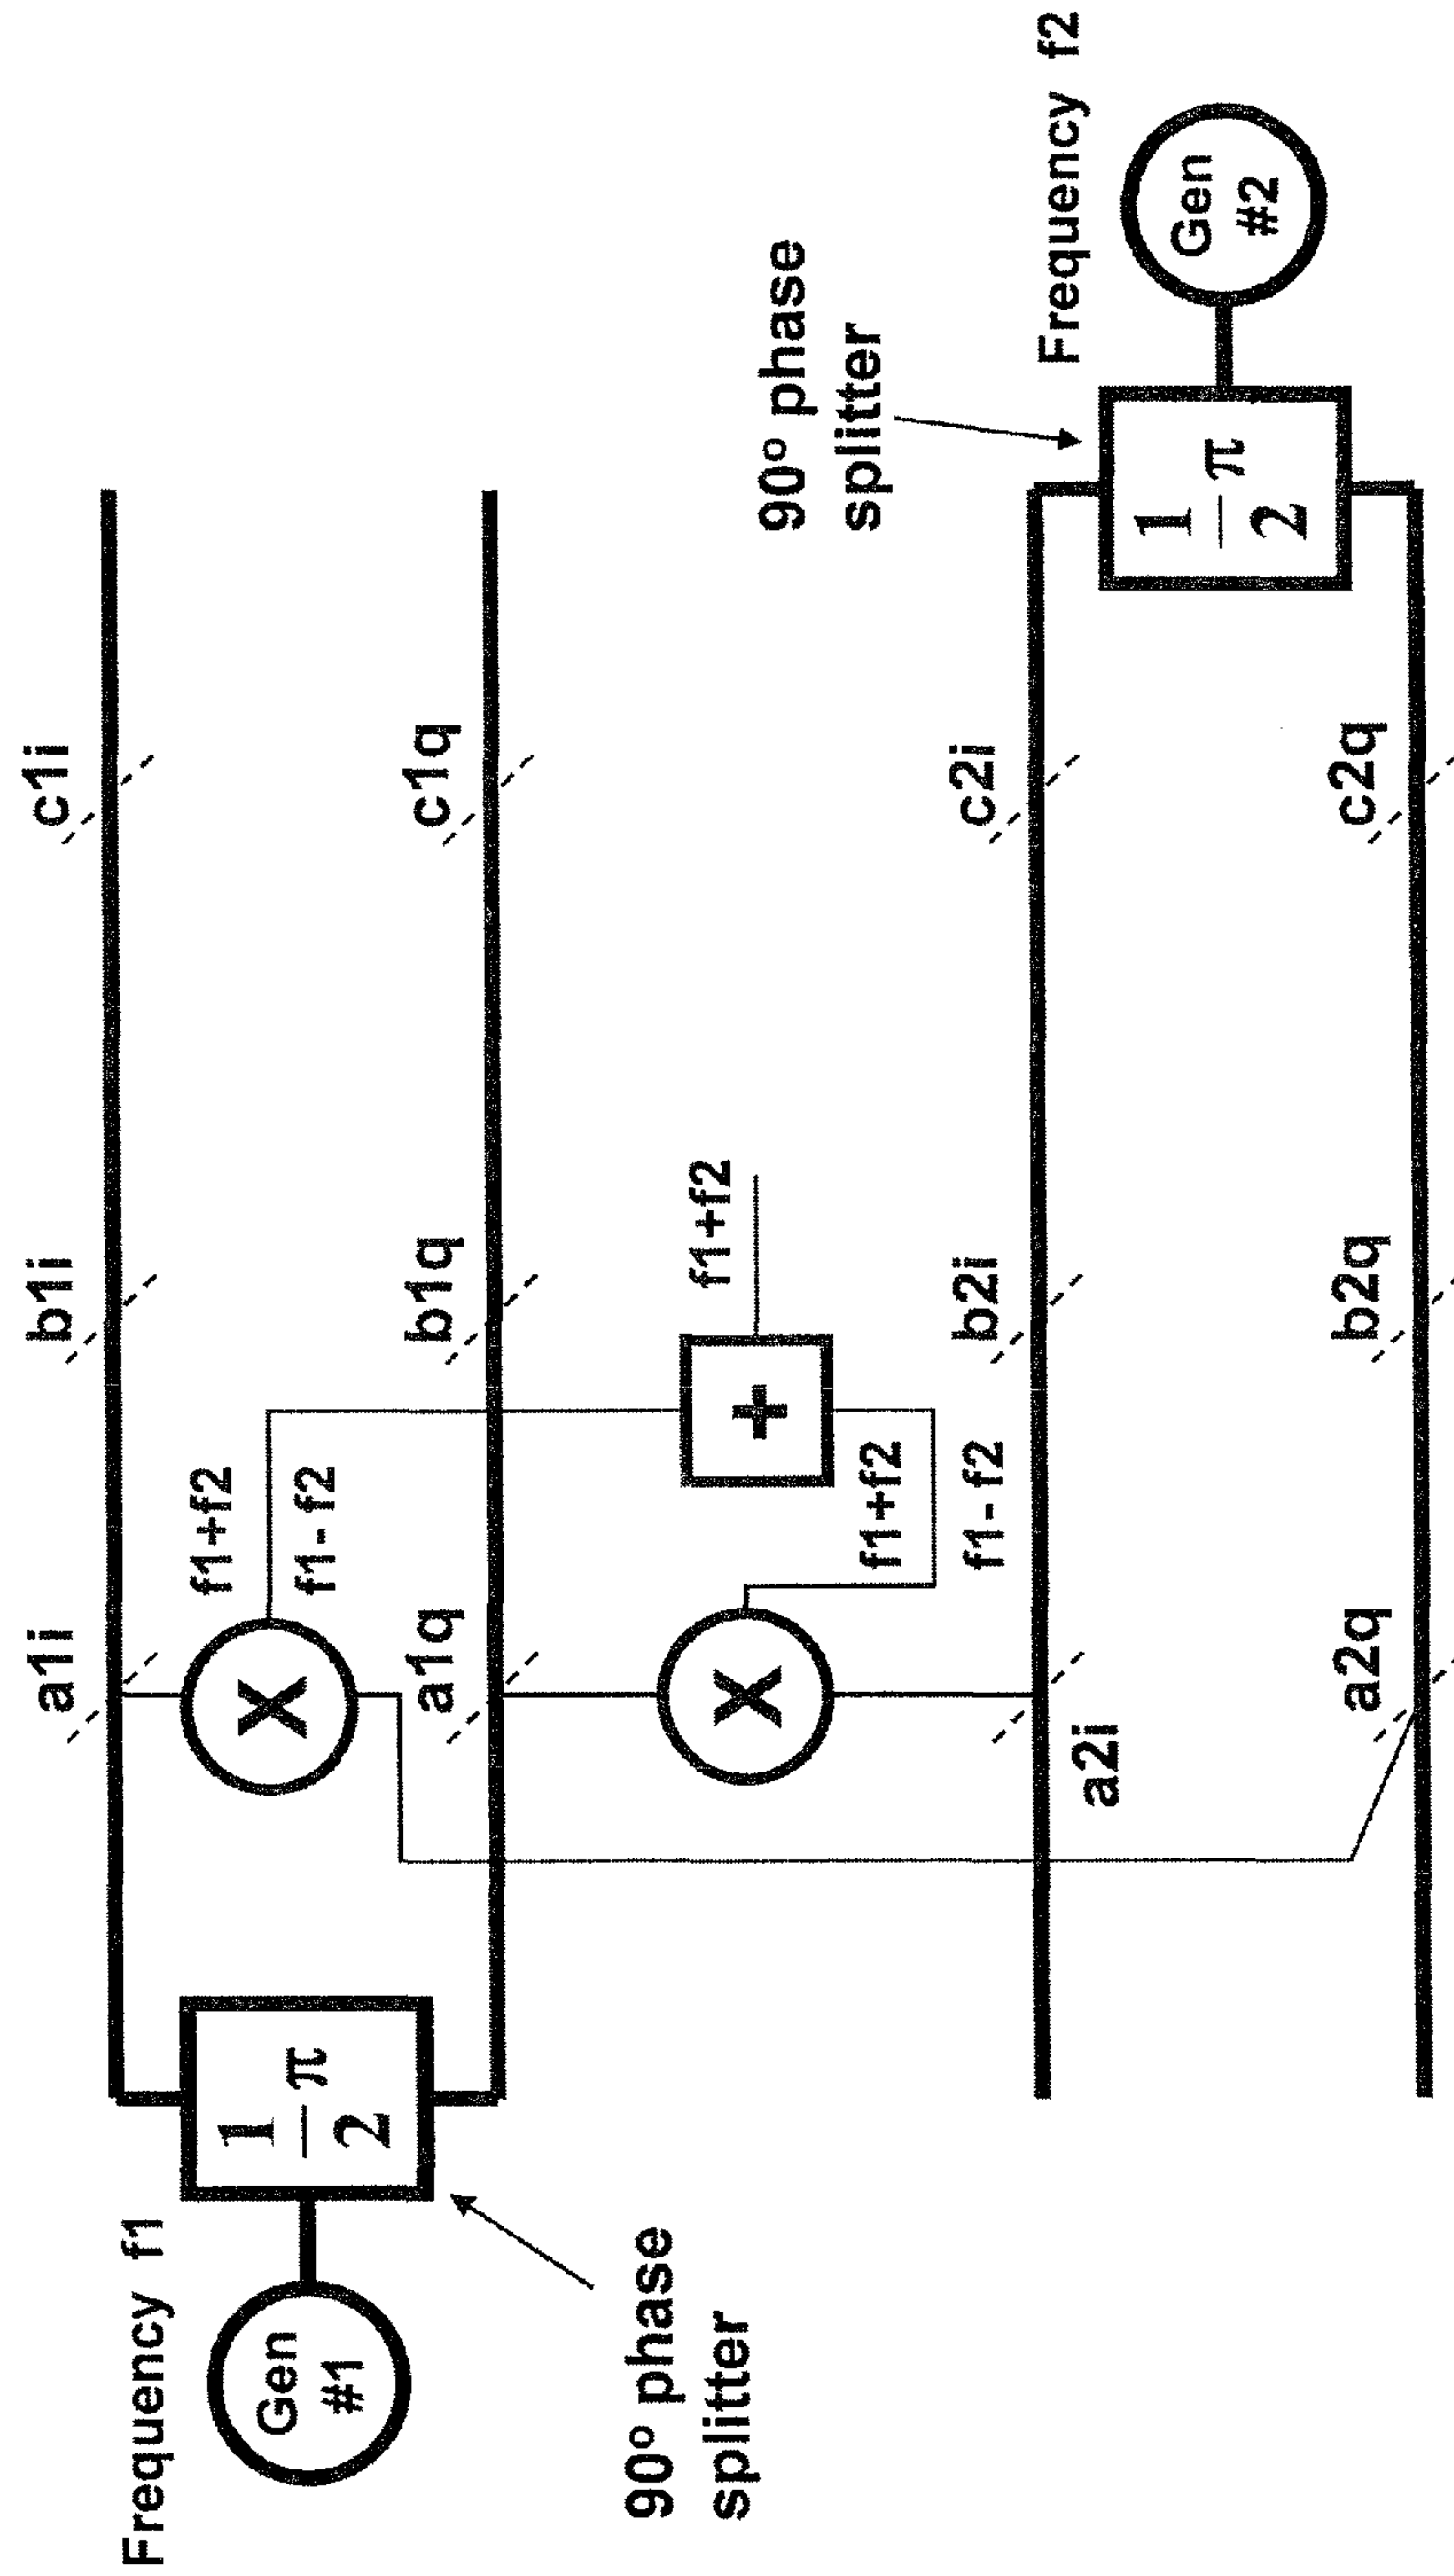 a1i
b1i
c1i
Frequency f1
Gen
#1
1
2
π
X
f1+f2
f1- f2
a1q
b1q
c1q
90º phase
splitter
X
+
f1+f2
f1+f2
f1- f2
90º phase
splitter
a2i
b2i
c2i
Frequency f2
Gen
#2
1
2
π
a2q
b2q
c2q